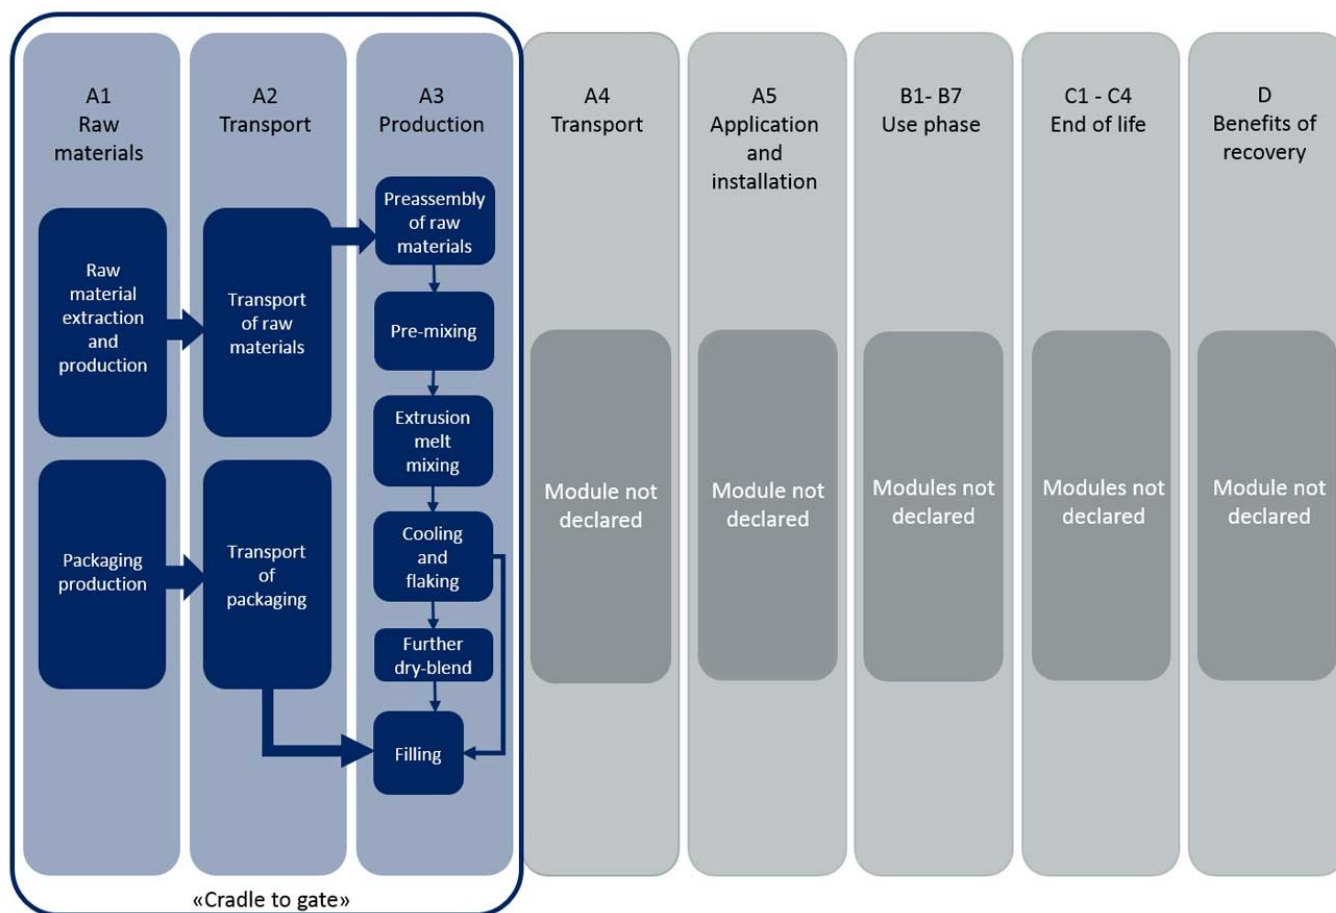 A1
Raw
materials
Raw
material
extraction
and
production
Packaging
production
A2
Transport
Transport
of raw
materials
Transport
of
packaging
A3
Production
Preassembly
of raw
materials
Pre-mixing
Extrusion
melt
mixing
Cooling
and
flaking
Further
dry-blend
Filling
«Cradle to gate»
A4
Transport
Module not
declared
A5
Application
and
installation
Module not
declared
B1- B7
Use phase
Modules not
declared
C1 - C4
End of life
Modules not
declared
D
Benefits of
recovery
Module not
declared